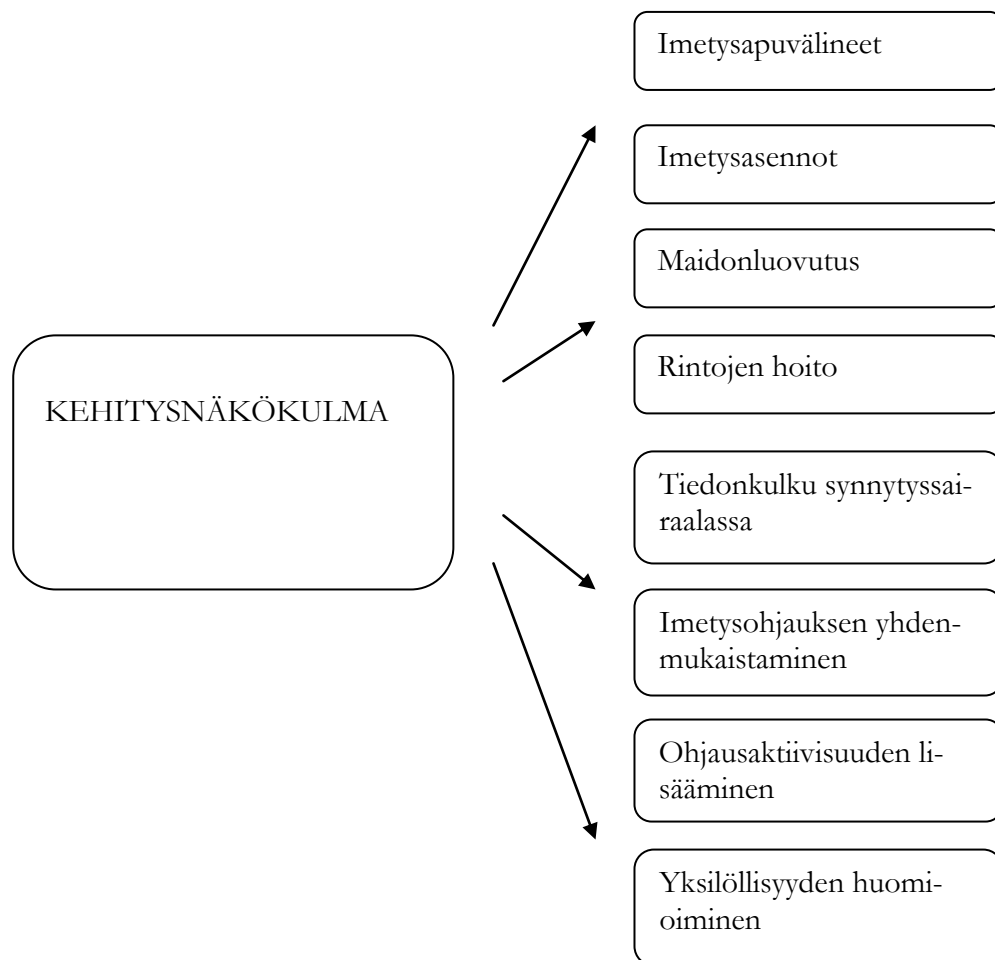 Imetysapuvälineet
Imetysasennot
Maidonluovutus
Rintojen hoito
KEHITYSNÄKÖKULMA
Tiedonkulku synnytyssai-
raalassa
Imetysohjauksen yhden-
mukaistaminen
Ohjausaktiivisuuden li-
sääminen
Yksilöllisyyden huomi-
oiminen